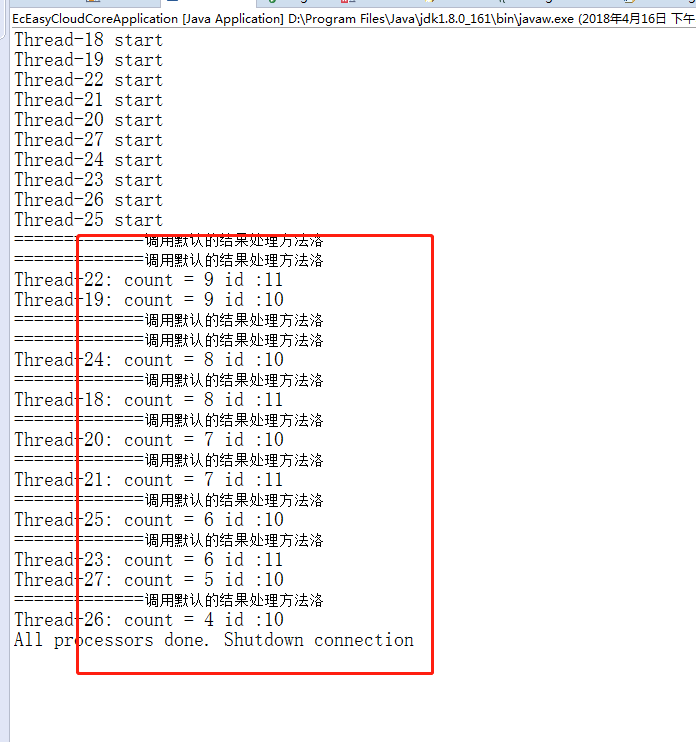 EcEasyCloudCoreApplication [Java Application] D:\Program Files\Java\jdk1.8.0_161\bin\javaw.exe (2018年4月16日 下午
Thread-18 start
Thread-19 start
Thread-22 start
Thread-21 start
Thread-20 start
Thread-27 start
Thread-24 start
Thread-23 start
Thread-26 start
Thread-25 start
=============调用默认的结果处理方法洛
=============调用默认的结果处理方法洛
Thread-22: count = 9 id :11
Thread-19: count = 9 id :10
=============调用默认的结果处理方法洛
=============调用默认的结果处理方法洛
Thread-24: count = 8 id :10
=============调用默认的结果处理方法洛
Thread-18: count = 8 id :11
=============调用默认的结果处理方法洛
Thread-20: count = 7 id :10
=============调用默认的结果处理方法洛
Thread-21: count = 7 id :11
=============调用默认的结果处理方法洛
Thread-25: count = 6 id :10
=============调用默认的结果处理方法洛
Thread-23: count = 6 id :11
Thread-27: count = 5 id :10
=============调用默认的结果处理方法洛
Thread-26: count = 4 id :10
All processors done. Shutdown connection